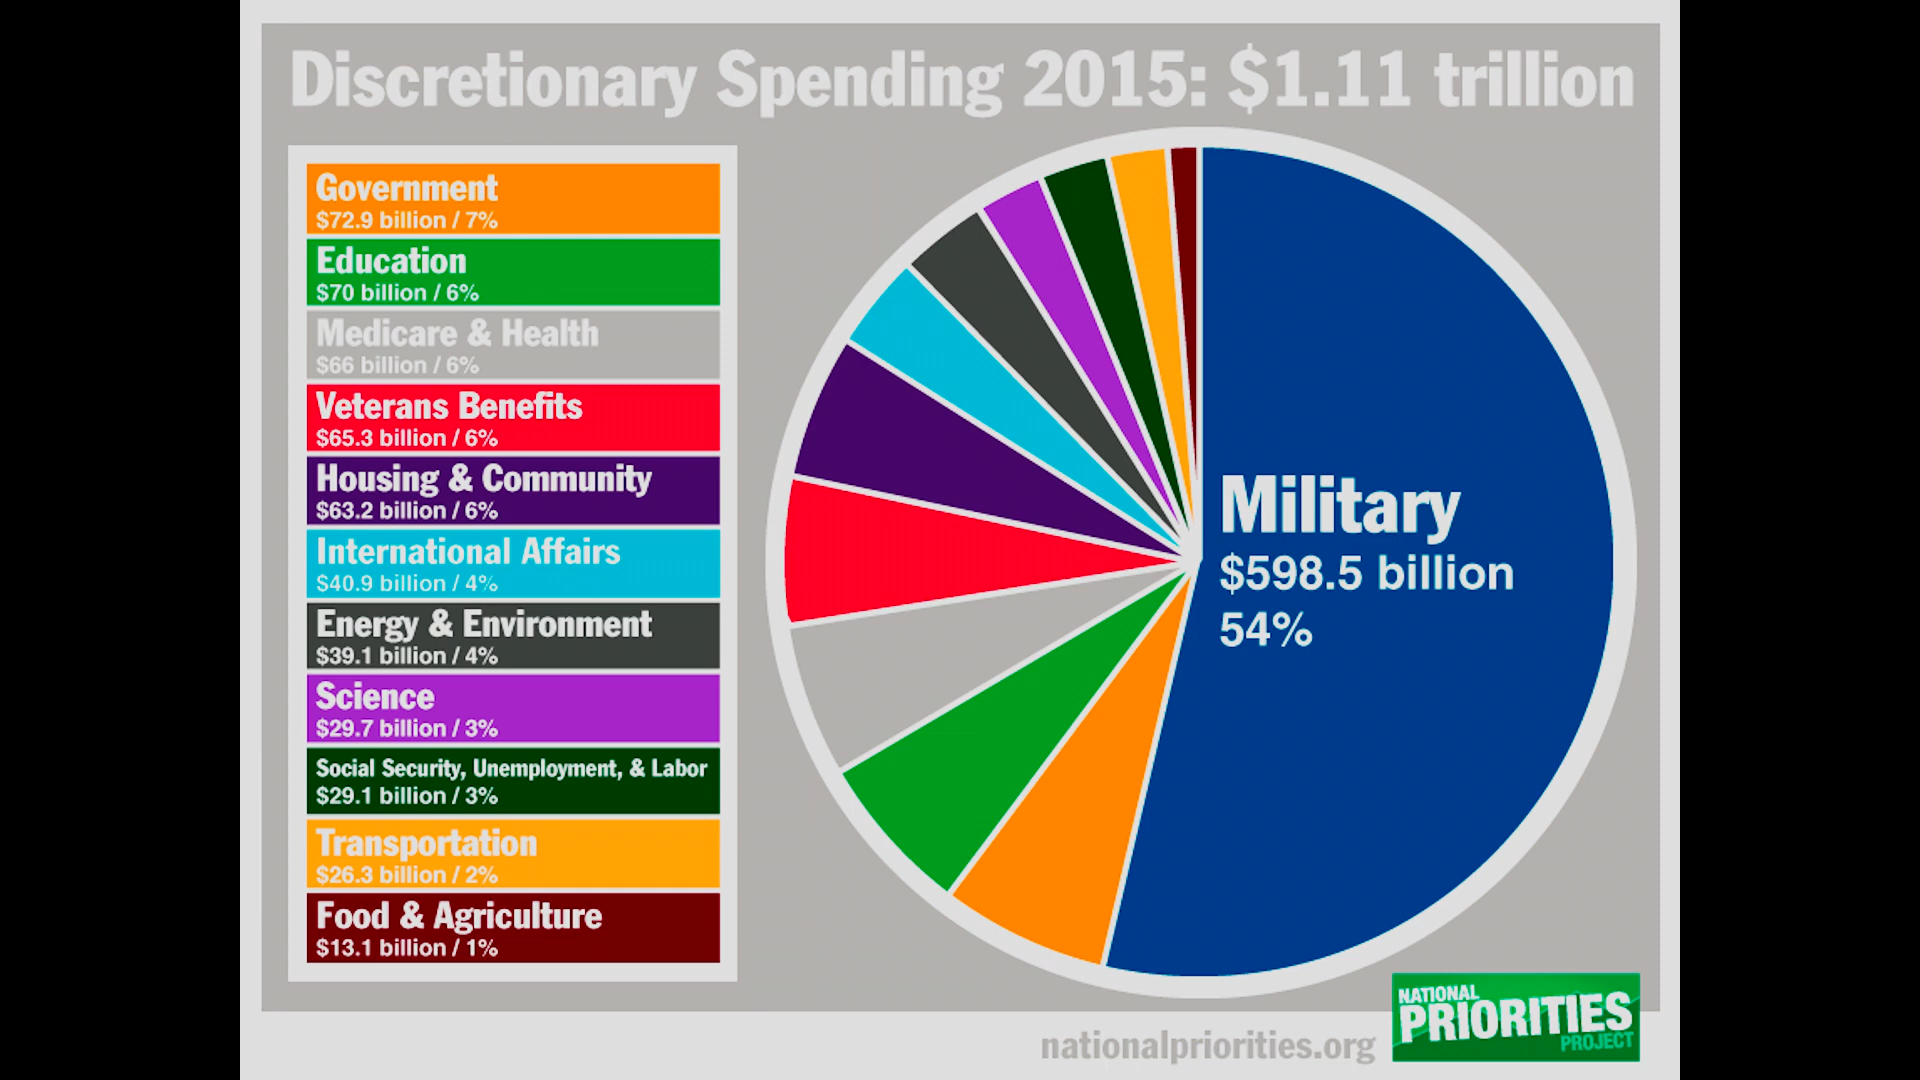 Discretionary Spending 2015: $1.11 trillion
Government
$72.9 billion / 7%
Education
$70 billion / 6%
Medicare & Health
$66 billion / 6%
Veterans Benefits
$65.3 billion / 6%
Housing & Community
$63.2 billion / 6%
International Affairs
$40.9 billion / 4%
Energy & Environment
$39.1 billion / 4%
Science
$29.7 billion / 3%
Social Security, Unemployment, & Labor
$29.1 billion / 3%
Transportation
$26.3 billion / 2%
Food & Agriculture
$13.1 billion / 1%
Military
$598.5 billion
54%
nationalpriorities.org
NATIONAL
PRIORITIES
PROJECT